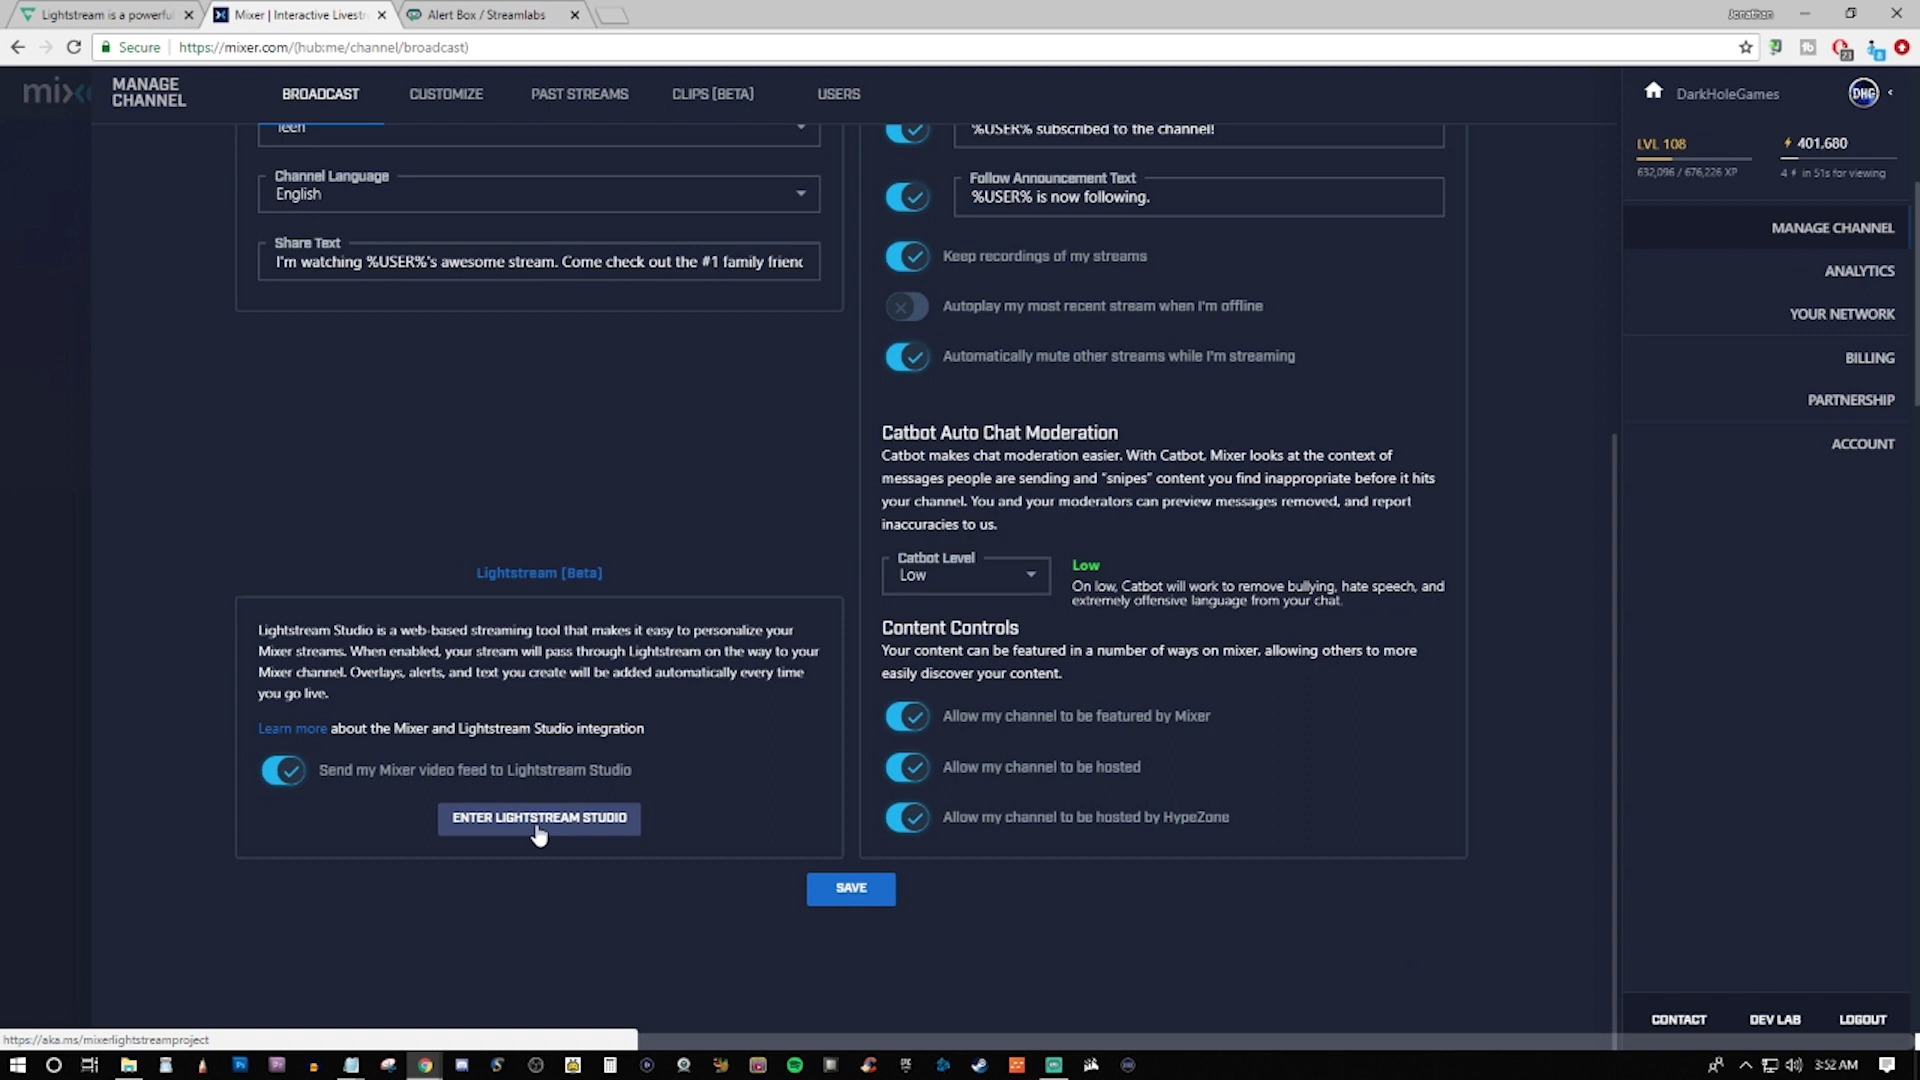 Lightstream is a powerful
Mixer | Interactive Livestr
Alert Box / Streamlabs
Jonathan
Secure
https://mixer.com/(hub:me/channel/broadcast)
MANAGE CHANNEL
BROADCAST
CUSTOMIZE
PAST STREAMS
CLIPS [BETA]
USERS
DarkHoleGames
DHG
LVL 108
401,680
632,096 / 676,226 XP
4 in 51s for viewing
MANAGE CHANNEL
ANALYTICS
YOUR NETWORK
BILLING
PARTNERSHIP
ACCOUNT
Teen
Channel Language
English
Share Text
I'm watching %USER%'s awesome stream. Come check out the #1 family frienc
Lightstream [Beta]
Lightstream Studio is a web-based streaming tool that makes it easy to personalize your
Mixer streams. When enabled, your stream will pass through Lightstream on the way to your
Mixer channel. Overlays, alerts, and text you create will be added automatically every time
you go live.
Learn more about the Mixer and Lightstream Studio integration
Send my Mixer video feed to Lightstream Studio
ENTER LIGHTSTREAM STUDIO
%USER% subscribed to the channel!
Follow Announcement Text
%USER% is now following.
Keep recordings of my streams
Autoplay my most recent stream when I'm offline
Automatically mute other streams while I'm streaming
Catbot Auto Chat Moderation
Catbot makes chat moderation easier. With Catbot, Mixer looks at the context of
messages people are sending and "snipes" content you find inappropriate before it hits
your channel. You and your moderators can preview messages removed, and report
inaccuracies to us.
Catbot Level
Low
Low
On low, Catbot will work to remove bullying, hate speech, and
extremely offensive language from your chat.
Content Controls
Your content can be featured in a number of ways on mixer, allowing others to more
easily discover your content.
Allow my channel to be featured by Mixer
Allow my channel to be hosted
Allow my channel to be hosted by HypeZone
SAVE
CONTACT
DEV LAB
LOGOUT
https://aka.ms/mixerlightstreamproject
3:52 AM